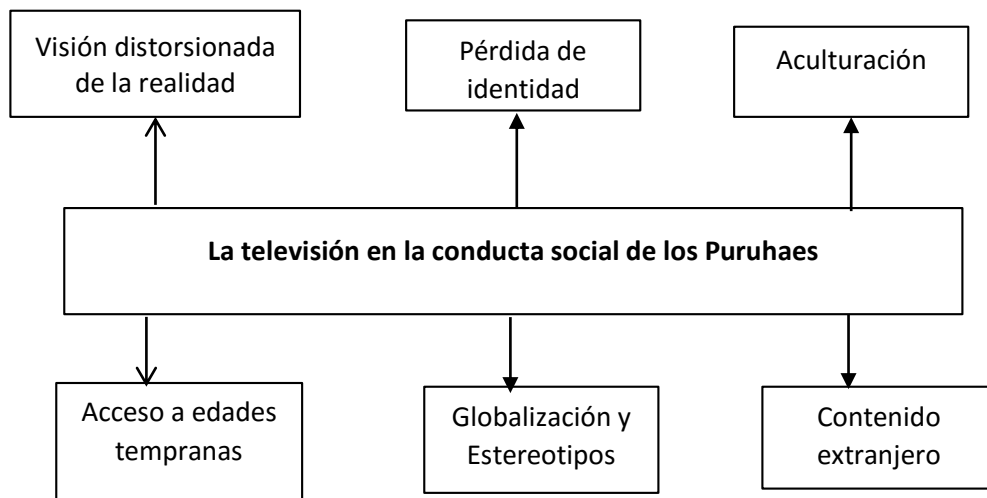 Visión distorsionada
de la realidad
Pérdida de
identidad
Aculturación
La televisión en la conducta social de los Puruhaes
Acceso a edades
tempranas
Globalización y
Estereotipos
Contenido
extranjero